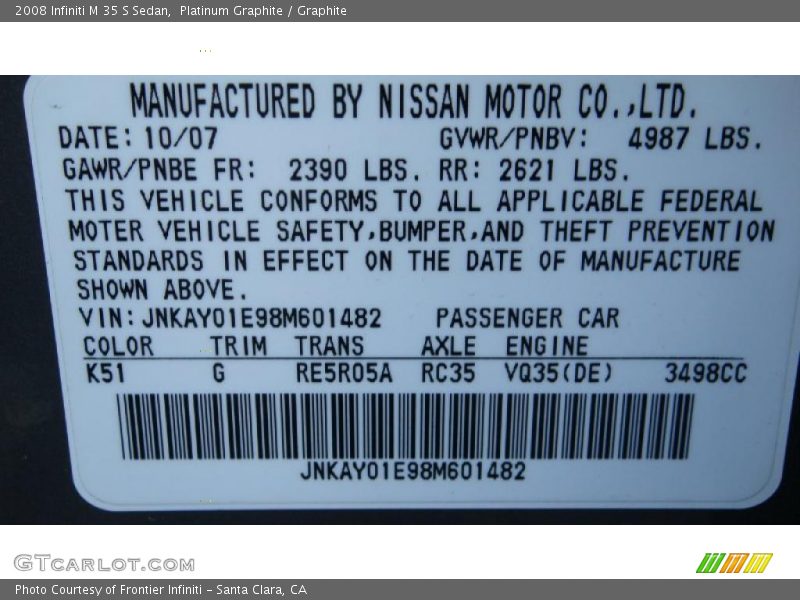 2008 Infiniti M 35 S Sedan,  Platinum Graphite / Graphite
MANUFACTURED BY NISSAN MOTOR CO.,LTD.
DATE: 10/07 GVWR/PNBV: 4987 LBS.
GAWR/PNBE FR: 2390 LBS. RR: 2621 LBS.
THIS VEHICLE CONFORMS TO ALL APPLICABLE FEDERAL
MOTER VEHICLE SAFETY,BUMPER,AND THEFT PREVENTION
STANDARDS IN EFFECT ON THE DATE OF MANUFACTURE
SHOWN ABOVE.
VIN: JNKAY01E98M601482 PASSENGER CAR
COLOR TRIM TRANS AXLE ENGINE
K51 G RE5R05A RC35 VQ35(DE) 3498CC
JNKAY01E98M601482
GTCARLOT.COM
Photo Courtesy of Frontier Infiniti - Santa Clara, CA